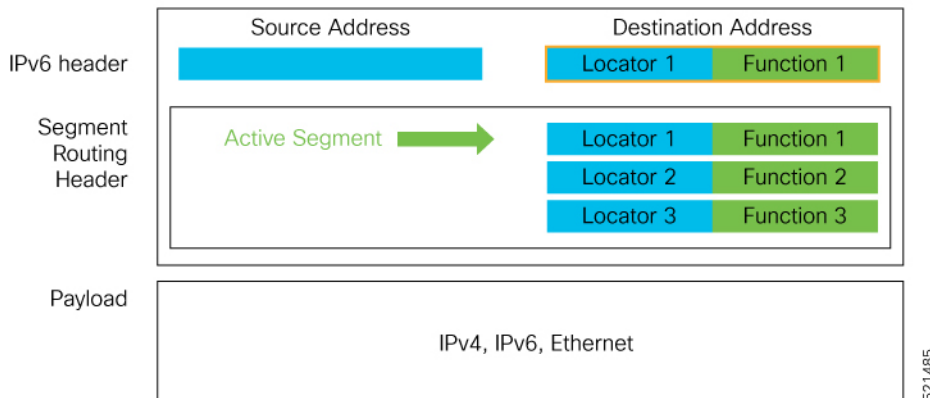 Source Address
Destination Address
IPv6 header
Locator 1
Function 1
Segment
Routing
Header
Active Segment
Locator 1
Function 1
Locator 2
Function 2
Locator 3
Function 3
Payload
IPv4, IPv6, Ethernet
521485